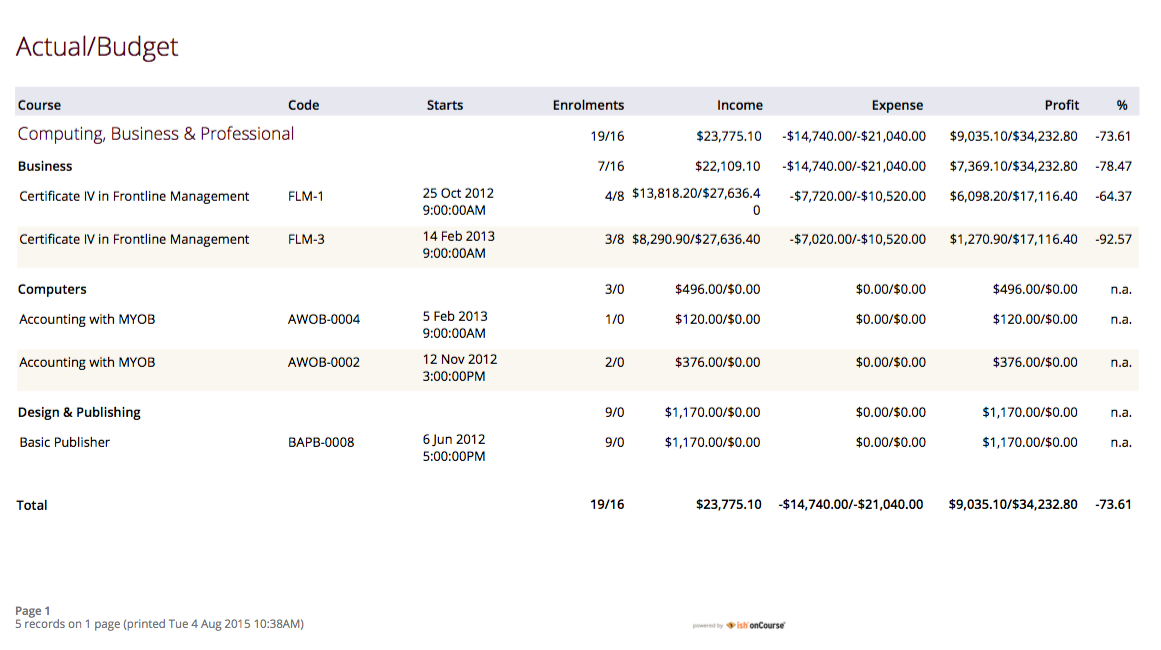 Actual/Budget
Course Code Starts Enrolments Income Expense Profit %
Computing, Business & Professional 19/16 $23,775.10 -$14,740.00/-$21,040.00 $9,035.10/$34,232.80 -73.61
Business 7/16 $22,109.10 -$14,740.00/-$21,040.00 $7,369.10/$34,232.80 -78.47
Certificate IV in Frontline Management FLM-1 25 Oct 2012 4/8 $13,818.20/$27,636.4 -$7,720.00/-$10,520.00 $6,098.20/$17,116.40 -64.37
9:00:00AM 0
Certificate IV in Frontline Management FLM-3 14 Feb 2013 3/8 $8,290.90/$27,636.40 -$7,020.00/-$10,520.00 $1,270.90/$17,116.40 -92.57
9:00:00AM
Computers 3/0 $496.00/$0.00 $0.00/$0.00 $496.00/$0.00 n.a.
Accounting with MYOB AWOB-0004 5 Feb 2013 1/0 $120.00/$0.00 $0.00/$0.00 $120.00/$0.00 n.a.
9:00:00AM
Accounting with MYOB AWOB-0002 12 Nov 2012 2/0 $376.00/$0.00 $0.00/$0.00 $376.00/$0.00 n.a.
3:00:00PM
Design & Publishing 9/0 $1,170.00/$0.00 $0.00/$0.00 $1,170.00/$0.00 n.a.
Basic Publisher BAPB-0008 6 Jun 2012 9/0 $1,170.00/$0.00 $0.00/$0.00 $1,170.00/$0.00 n.a.
5:00:00PM
Total 19/16 $23,775.10 -$14,740.00/-$21,040.00 $9,035.10/$34,232.80 -73.61
Page 1
5 records on 1 page (printed Tue 4 Aug 2015 10:38AM)
powered by ish onCourse